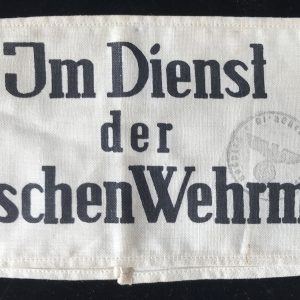 Im Dienst
der
schenWehrm